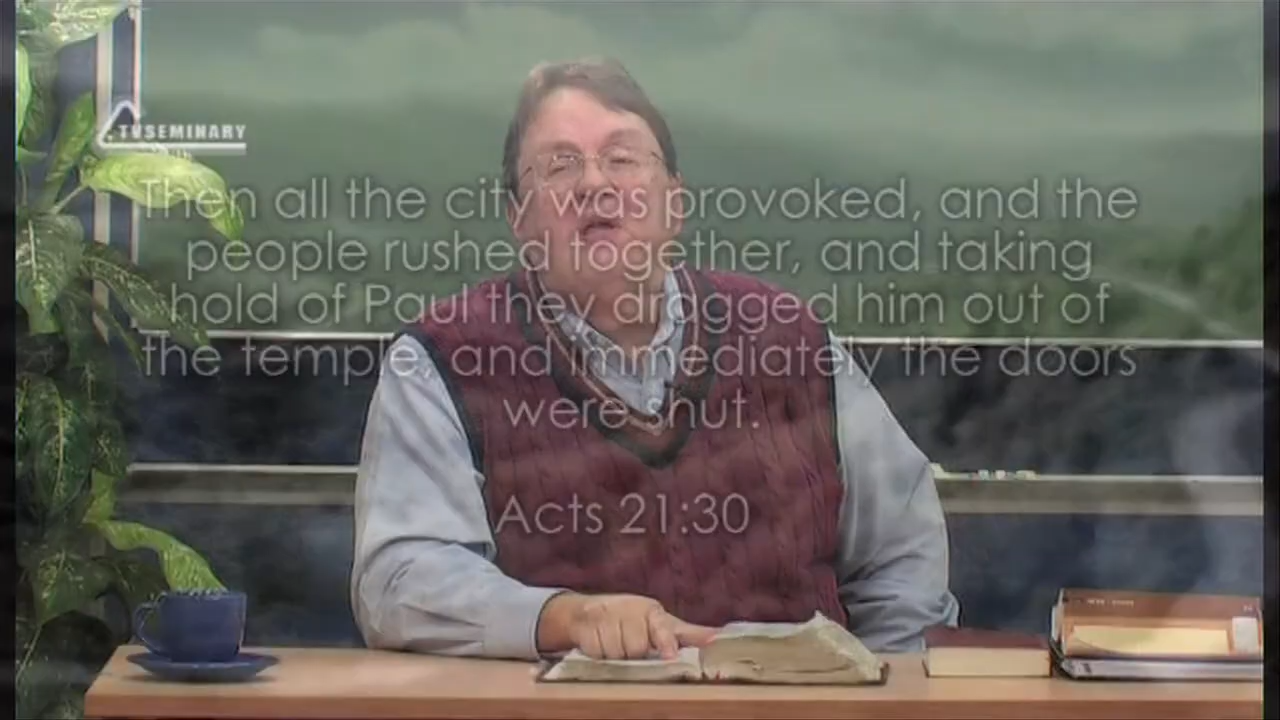 TVSEMINARY
Then all the city was provoked, and the
people rushed together, and taking
hold of Paul they dragged him out of
the temple, and immediately the doors
were shut.
Acts 21:30